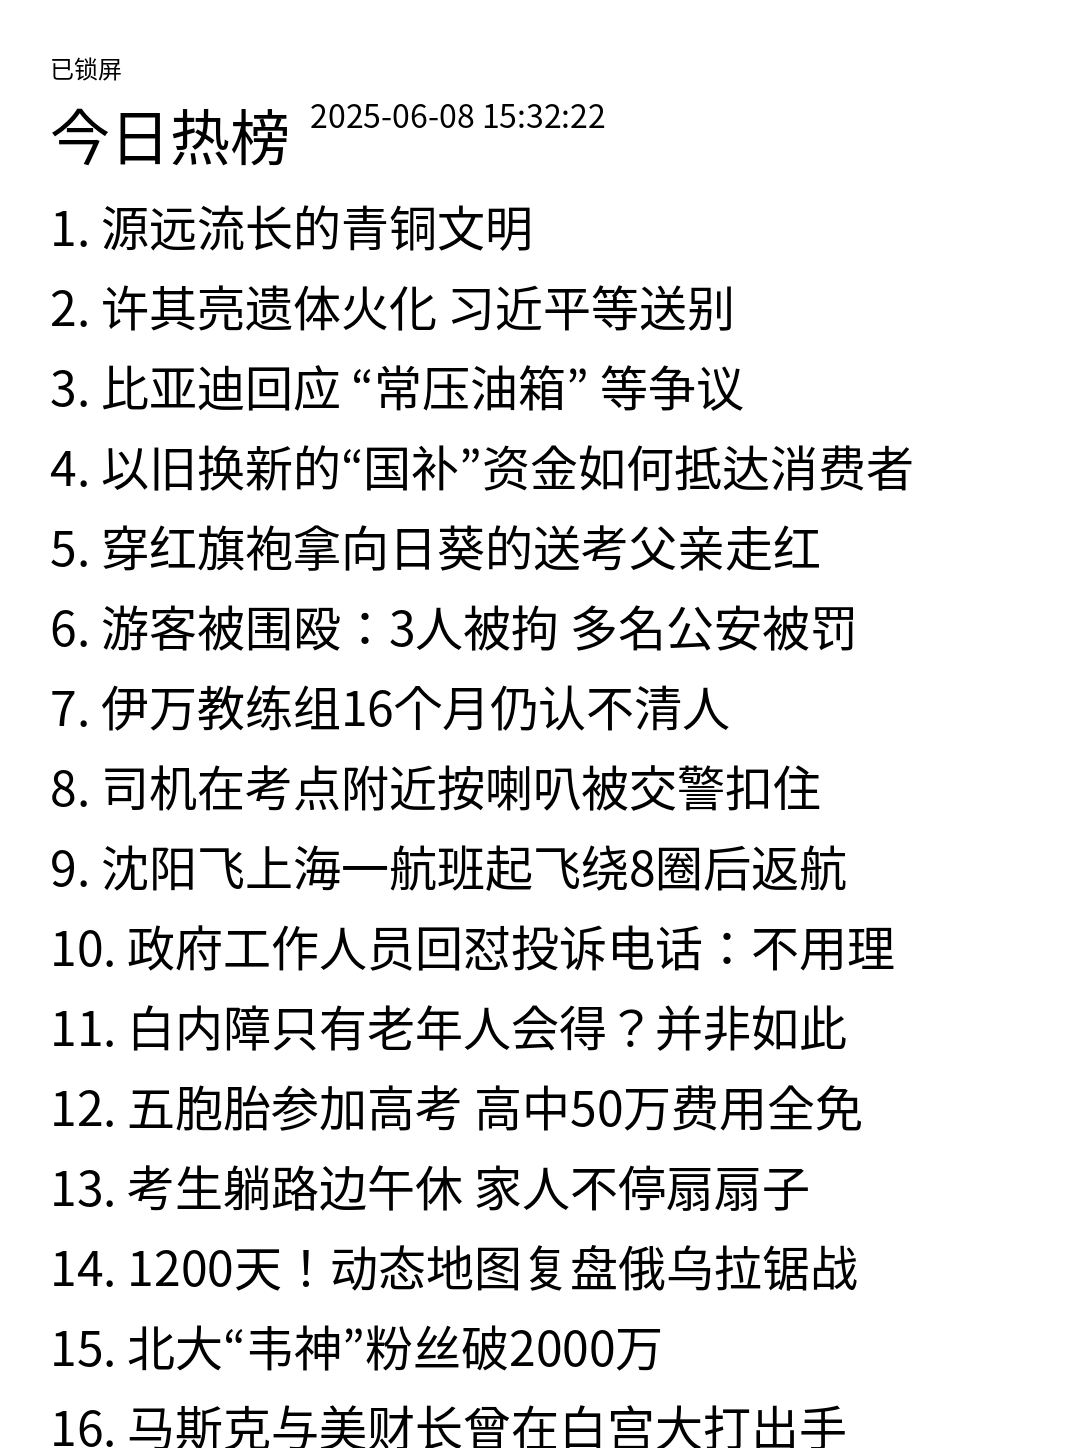 已锁屏
今日热榜 2025-06-08 15:32:22
1. 源远流长的青铜文明
2. 许其亮遗体火化 习近平等送别
3. 比亚迪回应 “常压油箱” 等争议
4. 以旧换新的“国补”资金如何抵达消费者
5. 穿红旗袍拿向日葵的送考父亲走红
6. 游客被围殴：3人被拘 多名公安被罚
7. 伊万教练组16个月仍认不清人
8. 司机在考点附近按喇叭被交警扣住
9. 沈阳飞上海一航班起飞绕8圈后返航
10. 政府工作人员回怼投诉电话：不用理
11. 白内障只有老年人会得？并非如此
12. 五胞胎参加高考 高中50万费用全免
13. 考生躺路边午休 家人不停扇扇子
14. 1200天！动态地图复盘俄乌拉锯战
15. 北大“韦神”粉丝破2000万
16. 马斯克与美财长曾在白宫大打出手